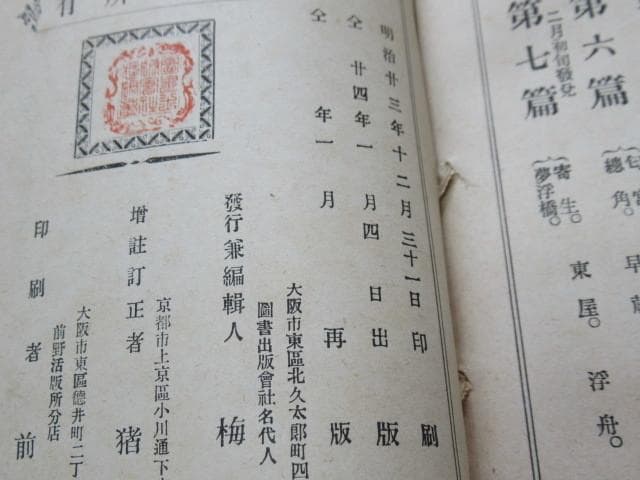 第六篇
匂宮
總角。
早蕨
第七篇
二月初旬發兌
寄生。
夢浮橋。
東屋。
浮舟。
明治廿三年十二月三十一日印刷
仝廿四年一月四日出版
仝年一月再版
大阪市東區北久太郞町四
圖書出版會社名代人
發行兼編輯人 梅
京都市上京區小川通下
增註訂正者 猪
大阪市東區德井町二丁
前野活版所分店
印刷者 前